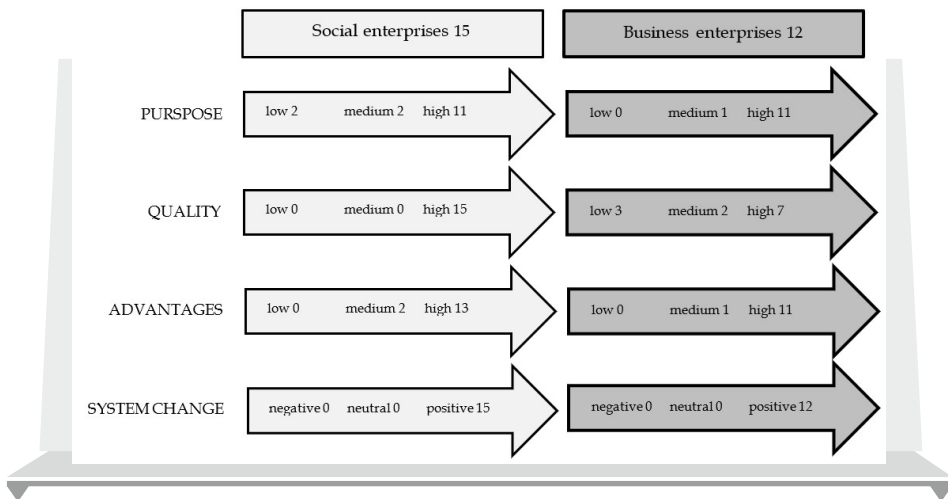 Social enterprises 15 Business enterprises 12
PURSPOSE low 2 medium 2 high 11 low 0 medium 1 high 11
QUALITY low 0 medium 0 high 15 low 3 medium 2 high 7
ADVANTAGES low 0 medium 2 high 13 low 0 medium 1 high 11
SYSTEM CHANGE negative 0 neutral 0 positive 15 negative 0 neutral 0 positive 12